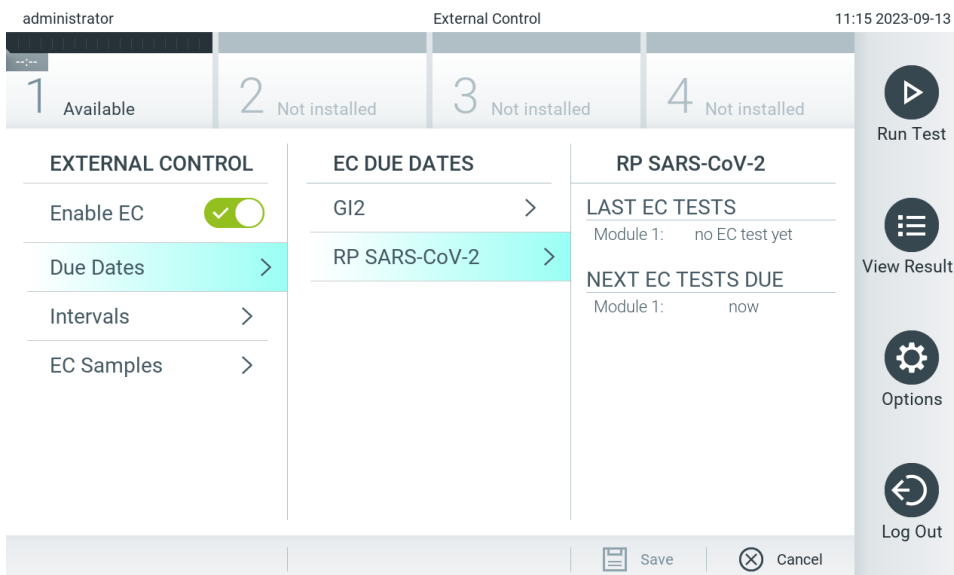 administrator
External Control
11:15 2023-09-13
--:--
1 Available
2 Not installed
3 Not installed
4 Not installed
Run Test
View Result
Options
Log Out
EXTERNAL CONTROL
Enable EC
Due Dates
Intervals
EC Samples
EC DUE DATES
GI2
RP SARS-CoV-2
RP SARS-CoV-2
LAST EC TESTS
Module 1: no EC test yet
NEXT EC TESTS DUE
Module 1: now
Save
Cancel